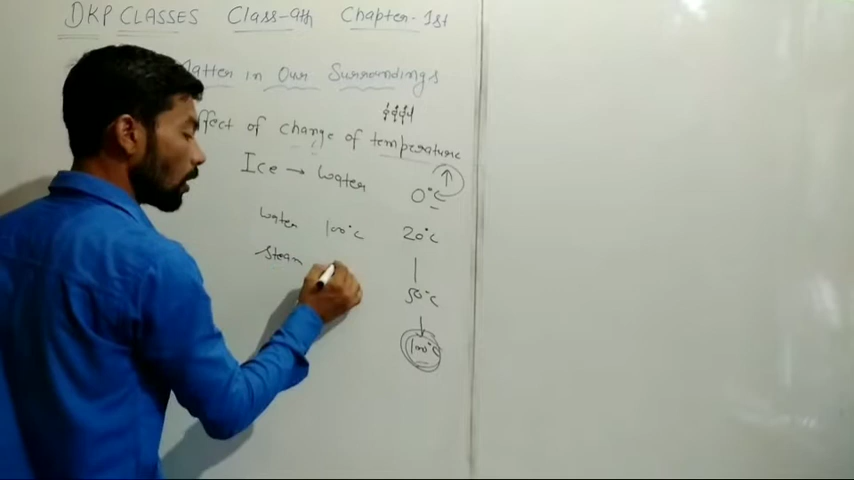 DKP CLASSES Class-9th Chapter-1st
Matter in Our Surroundings
ffect of change of temperature
Ice → water 0°C
water 100°C 20°C
steam
50°C
100°C